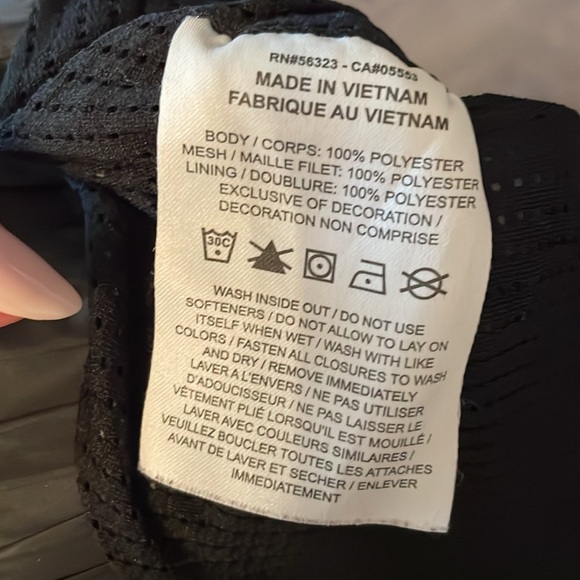 RN#56323 - CA#05553
MADE IN VIETNAM
FABRIQUE AU VIETNAM
BODY / CORPS: 100% POLYESTER
MESH / MAILLE FILET: 100% POLYESTER
LINING / DOUBLURE: 100% POLYESTER
EXCLUSIVE OF DECORATION /
DECORATION NON COMPRISE
30C
WASH INSIDE OUT / DO NOT USE
SOFTENERS / DO NOT ALLOW TO LAY ON
ITSELF WHEN WET / WASH WITH LIKE
COLORS / FASTEN ALL CLOSURES TO WASH
AND DRY / REMOVE IMMEDIATELY
LAVER A L'ENVERS / NE PAS UTILISER
D'ADOUCISSEUR / NE PAS LAISSER LE
VÊTEMENT PLIÉ LORSQU'IL EST MOUILLÉ /
LAVER AVEC COULEURS SIMILAIRES /
VEUILLEZ BOUCLER TOUTES LES ATTACHES
AVANT DE LAVER ET SÉCHER / ENLEVER
IMMEDIATEMENT